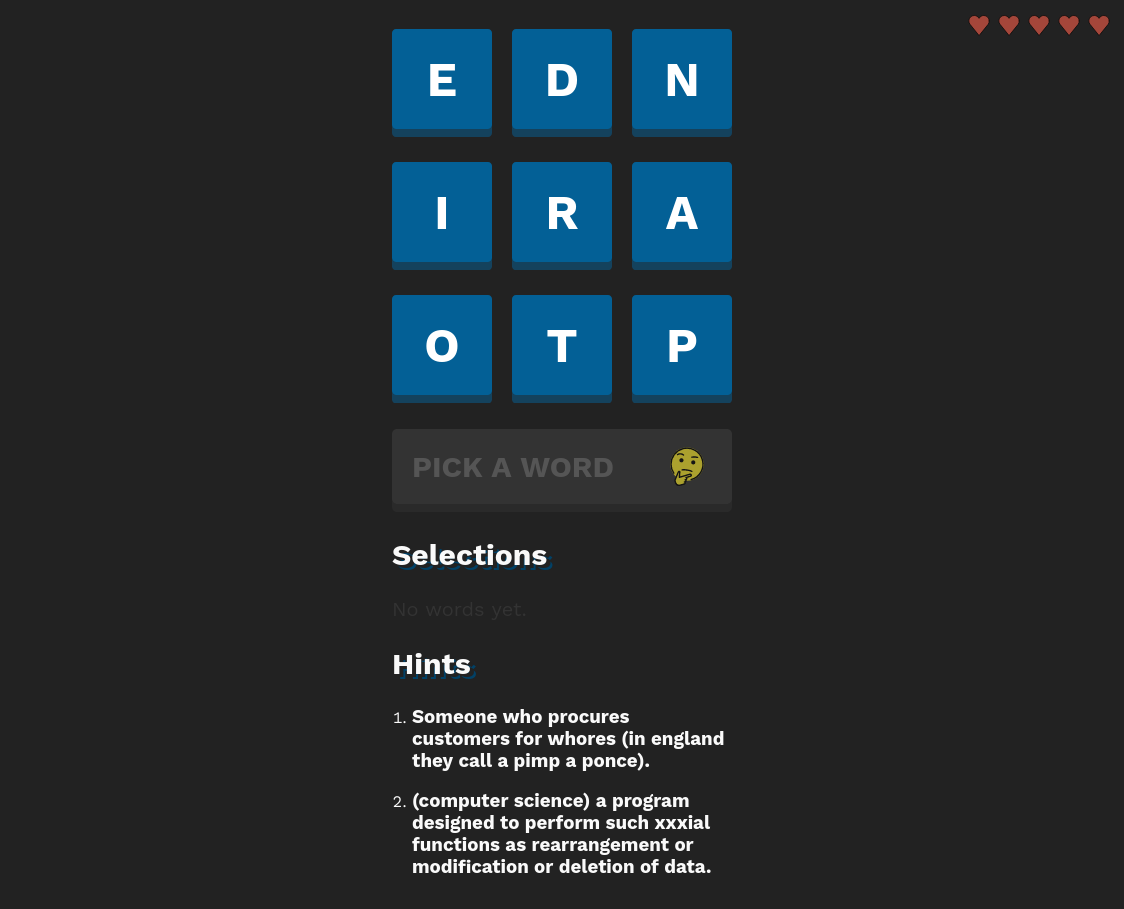 E D N
I R A
O T P
PICK A WORD
Selections
No words yet.
Hints
1. Someone who procures
customers for whores (in england
they call a pimp a ponce).
2. (computer science) a program
designed to perform such xxxial
functions as rearrangement or
modification or deletion of data.